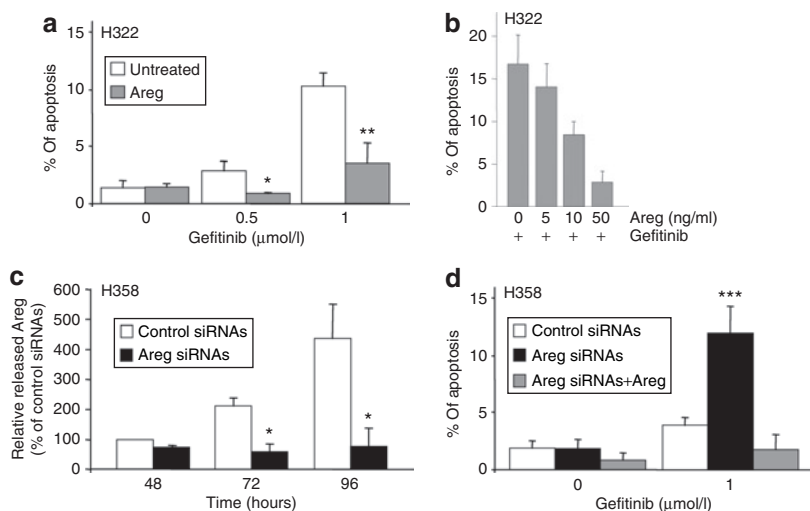 a
H322
15
10
5
0
% Of apoptosis
Untreated
Areg
*
**
0 0.5 1
Gefitinib (μmol/l)
b
H322
20
15
10
5
0
% Of apoptosis
0 5 10 50 Areg (ng/ml)
+ + + + Gefitinib
c
H358
600
500
400
300
200
100
0
Relative released Areg
(% of control siRNAs)
Control siRNAs
Areg siRNAs
*
*
48 72 96
Time (hours)
d
H358
15
10
5
0
% Of apoptosis
Control siRNAs
Areg siRNAs
Areg siRNAs+Areg
***
0 1
Gefitinib (μmol/l)